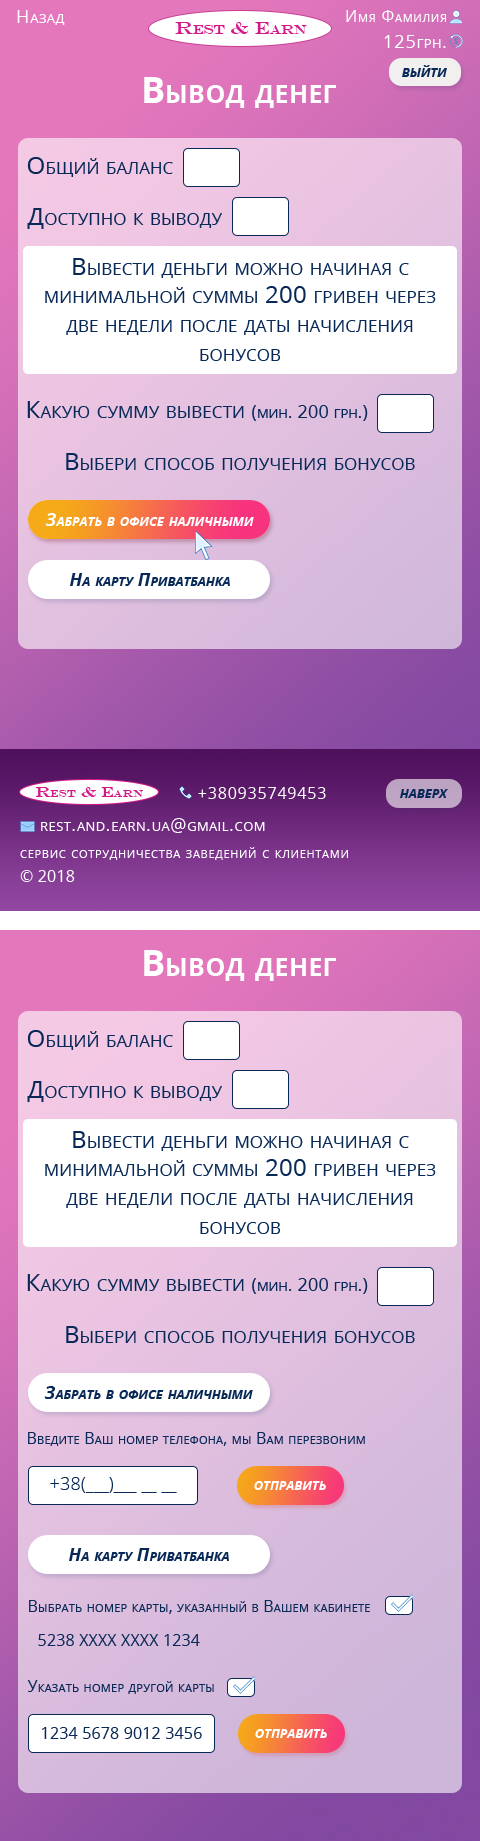 Назад
Rest & Earn
Имя Фамилия
125грн.
выйти
Вывод денег
Общий баланс
Доступно к выводу
Вывести деньги можно начиная с
минимальной суммы 200 гривен через
две недели после даты начисления
бонусов
Какую сумму вывести (мин. 200 грн.)
Выбери способ получения бонусов
Забрать в офисе наличными
На карту Приватбанка
Rest & Earn
+380935749453
наверх
rest.and.earn.ua@gmail.com
сервис сотрудничества заведений с клиентами
© 2018
Вывод денег
Общий баланс
Доступно к выводу
Вывести деньги можно начиная с
минимальной суммы 200 гривен через
две недели после даты начисления
бонусов
Какую сумму вывести (мин. 200 грн.)
Выбери способ получения бонусов
Забрать в офисе наличными
Введите Ваш номер телефона, мы Вам перезвоним
+38(___)___ __ __
отправить
На карту Приватбанка
Выбрать номер карты, указанный в Вашем кабинете
5238 XXXX XXXX 1234
Указать номер другой карты
1234 5678 9012 3456
отправить